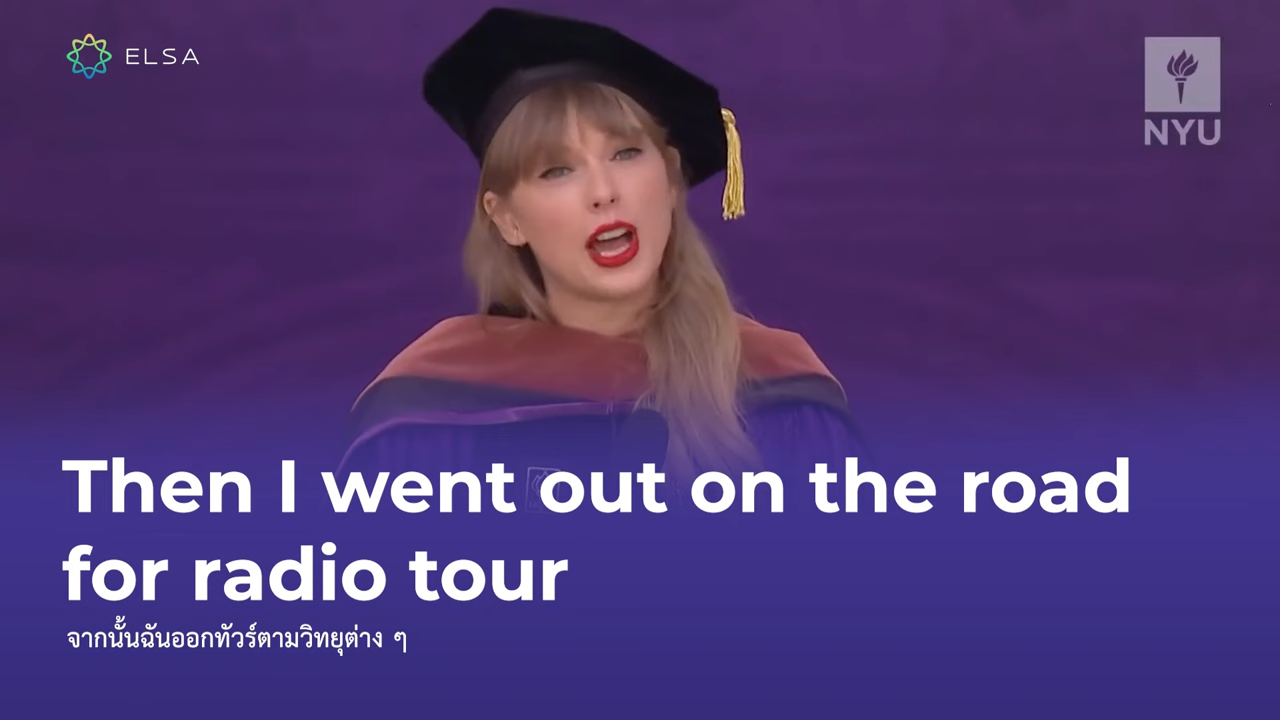 ELSA
NYU
Then I went out on the road
for radio tour
จากนั้นฉันออกทัวร์ตามวิทยุต่าง ๆ